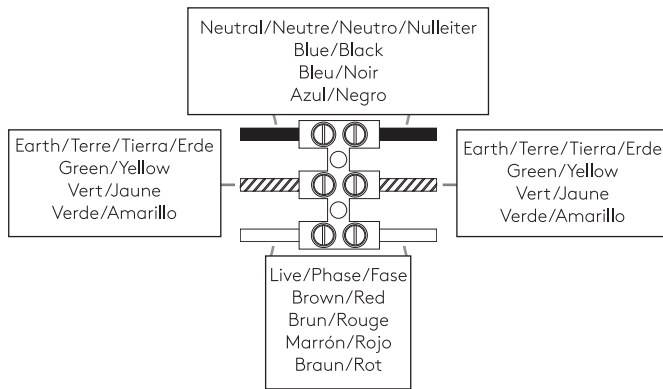 Neutral/Neutre/Neutro/Nulleiter
Blue/Black
Bleu/Noir
Azul/Negro
Earth/Terre/Tierra/Erde
Green/Yellow
Vert/Jaune
Verde/Amarillo
Earth/Terre/Tierra/Erde
Green/Yellow
Vert/Jaune
Verde/Amarillo
Live/Phase/Fase
Brown/Red
Brun/Rouge
Marrón/Rojo
Braun/Rot